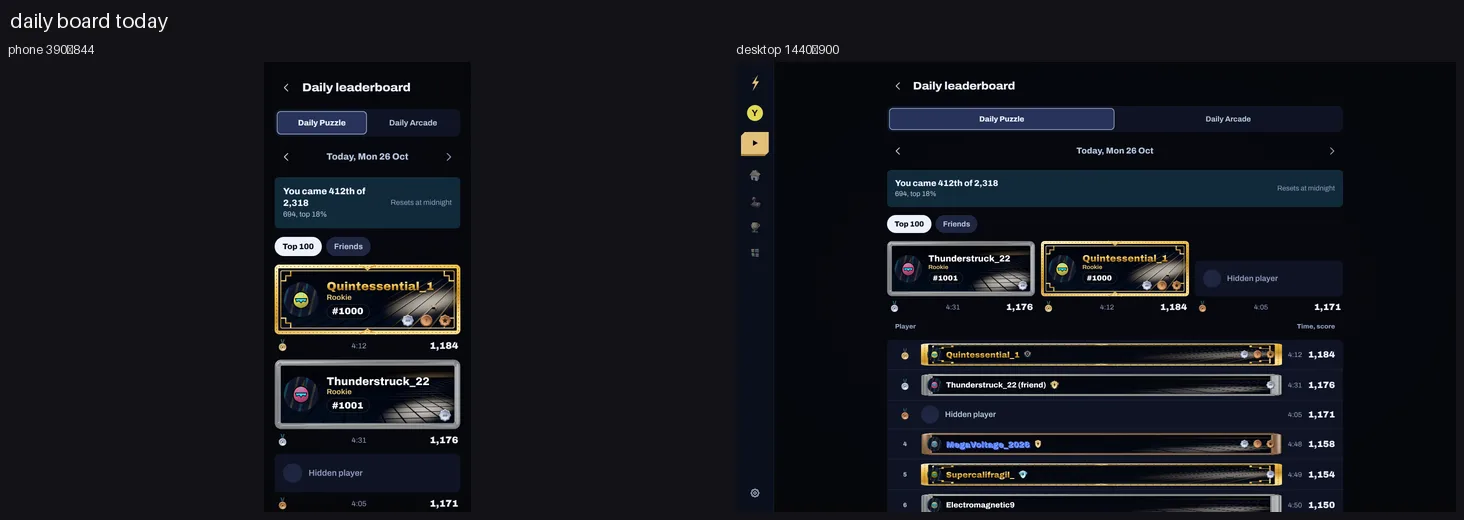 daily board today
phone 390▯844
Daily leaderboard
Daily Puzzle
Daily Arcade
Today, Mon 26 Oct
You came 412th of
2,318
694, top 18%
Resets at midnight
Top 100
Friends
Quintessential_1
Rookie
#1000
4:12
1,184
Thunderstruck_22
Rookie
#1001
4:31
1,176
Hidden player
4:05
1,171
desktop 1440▯900
Y
Daily leaderboard
Daily Puzzle
Daily Arcade
Today, Mon 26 Oct
You came 412th of 2,318
694, top 18%
Resets at midnight
Top 100
Friends
Thunderstruck_22
Rookie
#1001
4:31
1,176
Quintessential_1
Rookie
#1000
4:12
1,184
Hidden player
4:05
1,171
Player
Time, score
Quintessential_1
4:12 1,184
Thunderstruck_22 (friend)
4:31 1,176
Hidden player
4:05 1,171
4 MegaVoltage_2026
4:48 1,158
5 Supercalifragil_
4:49 1,154
6 Electromagnetic9
4:50 1,150